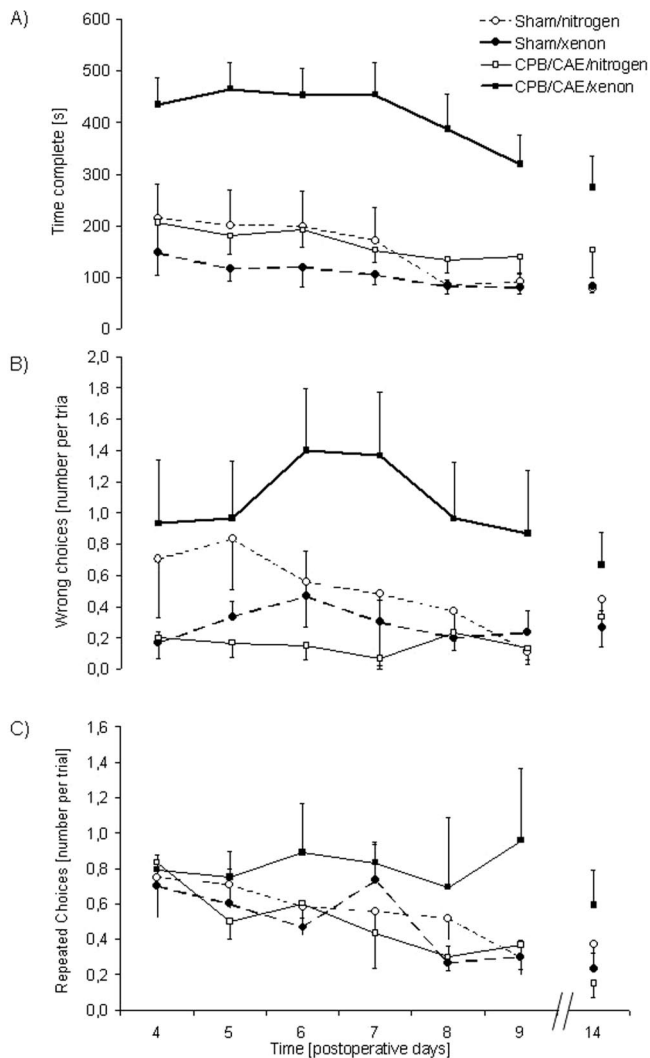 A)
Time complete [s]
600
500
400
300
200
100
0
Sham/nitrogen
Sham/xenon
CPB/CAE/nitrogen
CPB/CAE/xenon
B)
Wrong choices [number per tria
2,0
1,8
1,6
1,4
1,2
1,0
0,8
0,6
0,4
0,2
0,0
C)
Repeated Choices [number per trial]
1,6
1,4
1,2
1,0
0,8
0,6
0,4
0,2
0,0
4 5 6 7 8 9 // 14
Time [postoperative days]